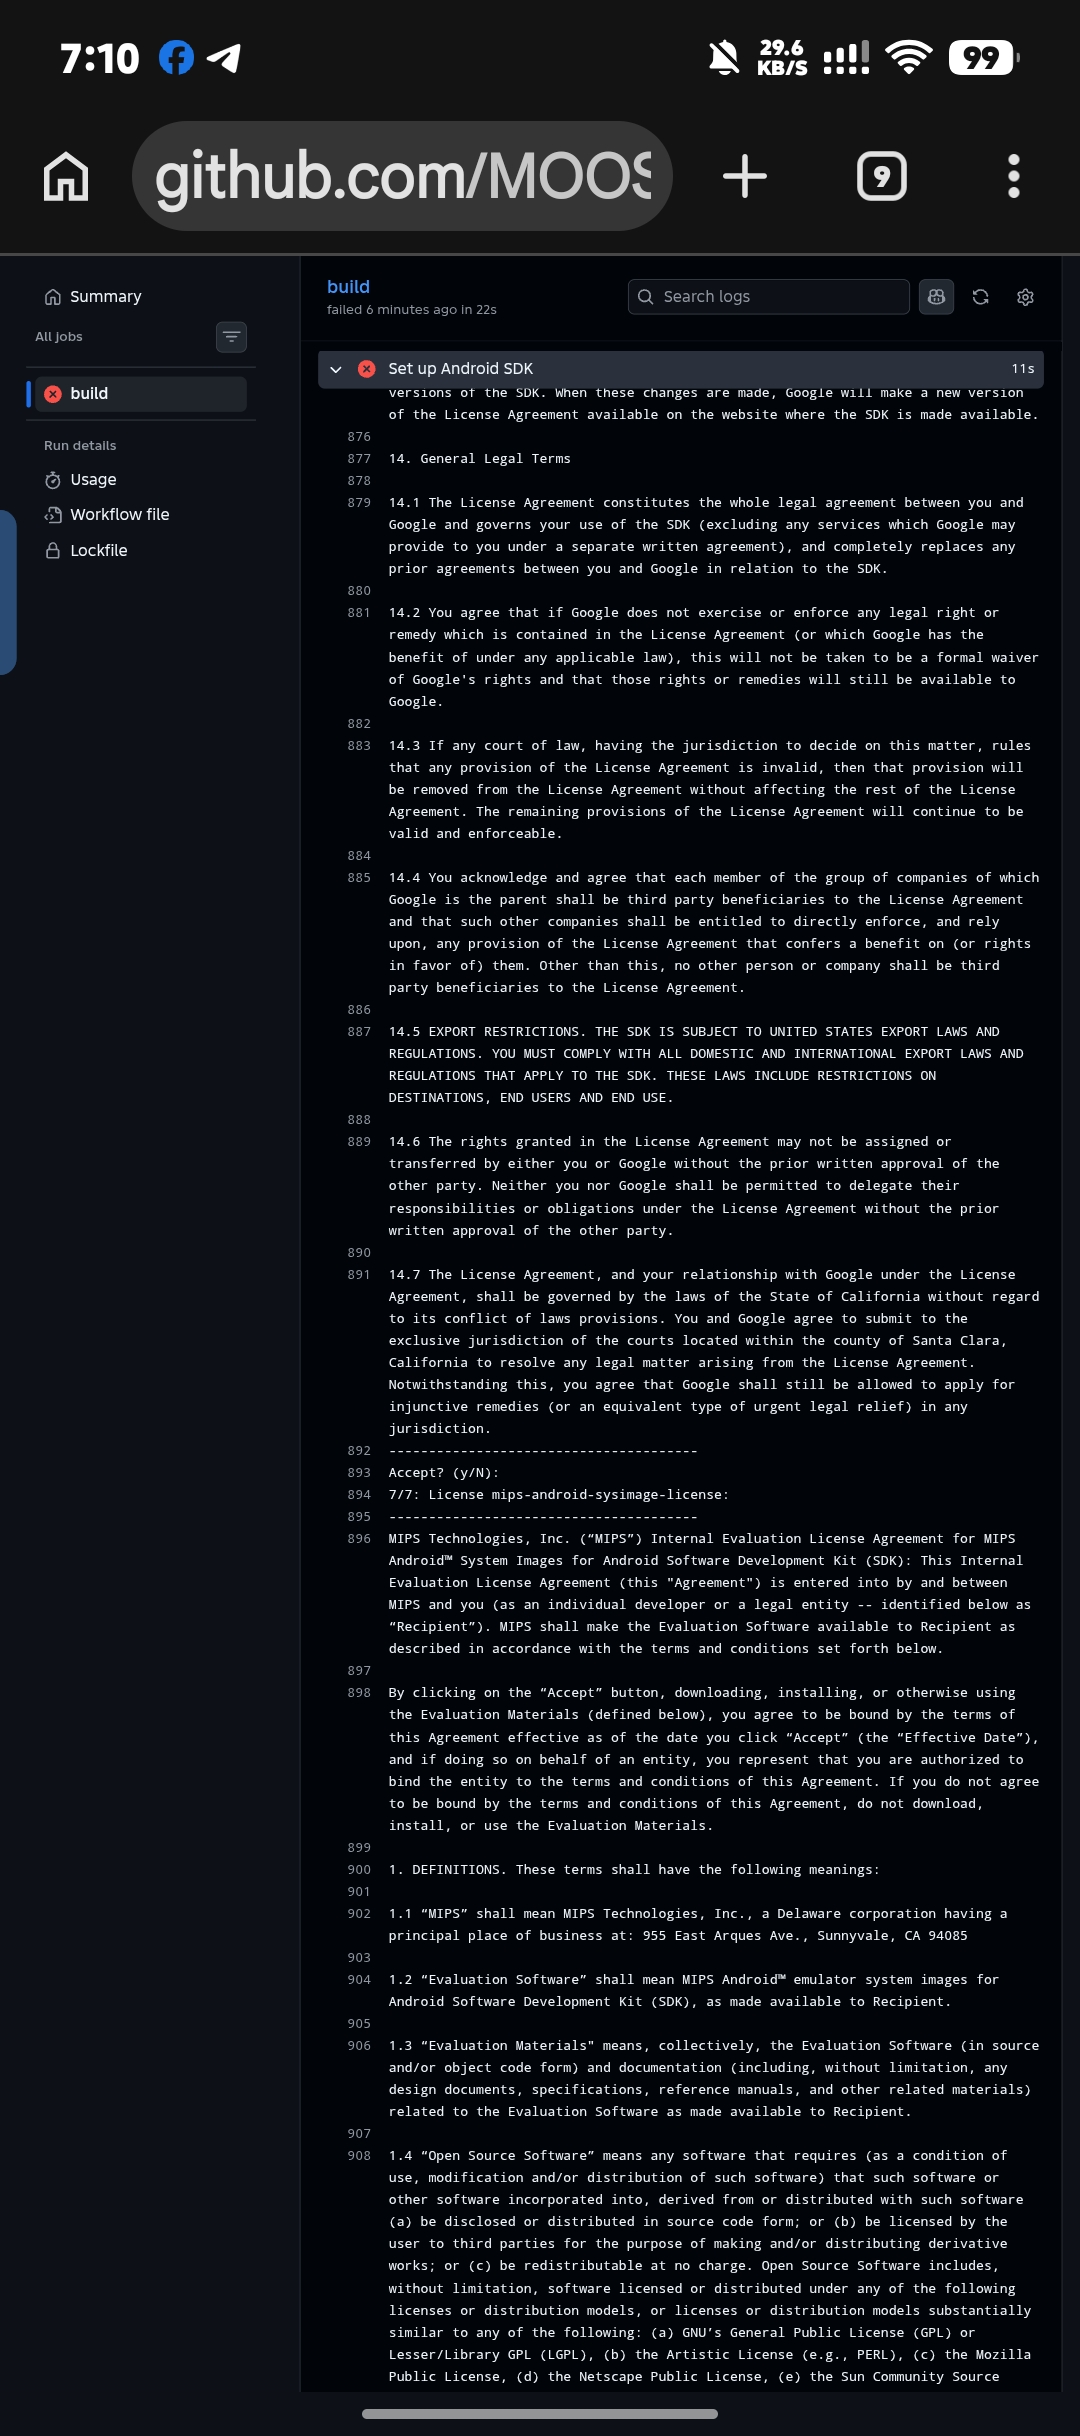 7:10
29.6
KB/S
99
github.com/MOOS
9
Summary
All jobs
build
Run details
Usage
Workflow file
Lockfile
build
failed 6 minutes ago in 22s
Search logs
Set up Android SDK
11s
versions of the SDK. When these changes are made, Google will make a new version
of the License Agreement available on the website where the SDK is made available.
876
877 14. General Legal Terms
878
879 14.1 The License Agreement constitutes the whole legal agreement between you and
Google and governs your use of the SDK (excluding any services which Google may
provide to you under a separate written agreement), and completely replaces any
prior agreements between you and Google in relation to the SDK.
880
881 14.2 You agree that if Google does not exercise or enforce any legal right or
remedy which is contained in the License Agreement (or which Google has the
benefit of under any applicable law), this will not be taken to be a formal waiver
of Google's rights and that those rights or remedies will still be available to
Google.
882
883 14.3 If any court of law, having the jurisdiction to decide on this matter, rules
that any provision of the License Agreement is invalid, then that provision will
be removed from the License Agreement without affecting the rest of the License
Agreement. The remaining provisions of the License Agreement will continue to be
valid and enforceable.
884
885 14.4 You acknowledge and agree that each member of the group of companies of which
Google is the parent shall be third party beneficiaries to the License Agreement
and that such other companies shall be entitled to directly enforce, and rely
upon, any provision of the License Agreement that confers a benefit on (or rights
in favor of) them. Other than this, no other person or company shall be third
party beneficiaries to the License Agreement.
886
887 14.5 EXPORT RESTRICTIONS. THE SDK IS SUBJECT TO UNITED STATES EXPORT LAWS AND
REGULATIONS. YOU MUST COMPLY WITH ALL DOMESTIC AND INTERNATIONAL EXPORT LAWS AND
REGULATIONS THAT APPLY TO THE SDK. THESE LAWS INCLUDE RESTRICTIONS ON
DESTINATIONS, END USERS AND END USE.
888
889 14.6 The rights granted in the License Agreement may not be assigned or
transferred by either you or Google without the prior written approval of the
other party. Neither you nor Google shall be permitted to delegate their
responsibilities or obligations under the License Agreement without the prior
written approval of the other party.
890
891 14.7 The License Agreement, and your relationship with Google under the License
Agreement, shall be governed by the laws of the State of California without regard
to its conflict of laws provisions. You and Google agree to submit to the
exclusive jurisdiction of the courts located within the county of Santa Clara,
California to resolve any legal matter arising from the License Agreement.
Notwithstanding this, you agree that Google shall still be allowed to apply for
injunctive remedies (or an equivalent type of urgent legal relief) in any
jurisdiction.
892 ---------------------------------------
893 Accept? (y/N):
894 7/7: License mips-android-sysimage-license:
895 ---------------------------------------
896 MIPS Technologies, Inc. (“MIPS”) Internal Evaluation License Agreement for MIPS
Android™ System Images for Android Software Development Kit (SDK): This Internal
Evaluation License Agreement (this "Agreement") is entered into by and between
MIPS and you (as an individual developer or a legal entity -- identified below as
“Recipient”). MIPS shall make the Evaluation Software available to Recipient as
described in accordance with the terms and conditions set forth below.
897
898 By clicking on the “Accept” button, downloading, installing, or otherwise using
the Evaluation Materials (defined below), you agree to be bound by the terms of
this Agreement effective as of the date you click “Accept” (the “Effective Date”),
and if doing so on behalf of an entity, you represent that you are authorized to
bind the entity to the terms and conditions of this Agreement. If you do not agree
to be bound by the terms and conditions of this Agreement, do not download,
install, or use the Evaluation Materials.
899
900 1. DEFINITIONS. These terms shall have the following meanings:
901
902 1.1 “MIPS” shall mean MIPS Technologies, Inc., a Delaware corporation having a
principal place of business at: 955 East Arques Ave., Sunnyvale, CA 94085
903
904 1.2 “Evaluation Software” shall mean MIPS Android™ emulator system images for
Android Software Development Kit (SDK), as made available to Recipient.
905
906 1.3 “Evaluation Materials" means, collectively, the Evaluation Software (in source
and/or object code form) and documentation (including, without limitation, any
design documents, specifications, reference manuals, and other related materials)
related to the Evaluation Software as made available to Recipient.
907
908 1.4 “Open Source Software” means any software that requires (as a condition of
use, modification and/or distribution of such software) that such software or
other software incorporated into, derived from or distributed with such software
(a) be disclosed or distributed in source code form; or (b) be licensed by the
user to third parties for the purpose of making and/or distributing derivative
works; or (c) be redistributable at no charge. Open Source Software includes,
without limitation, software licensed or distributed under any of the following
licenses or distribution models, or licenses or distribution models substantially
similar to any of the following: (a) GNU’s General Public License (GPL) or
Lesser/Library GPL (LGPL), (b) the Artistic License (e.g., PERL), (c) the Mozilla
Public License, (d) the Netscape Public License, (e) the Sun Community Source